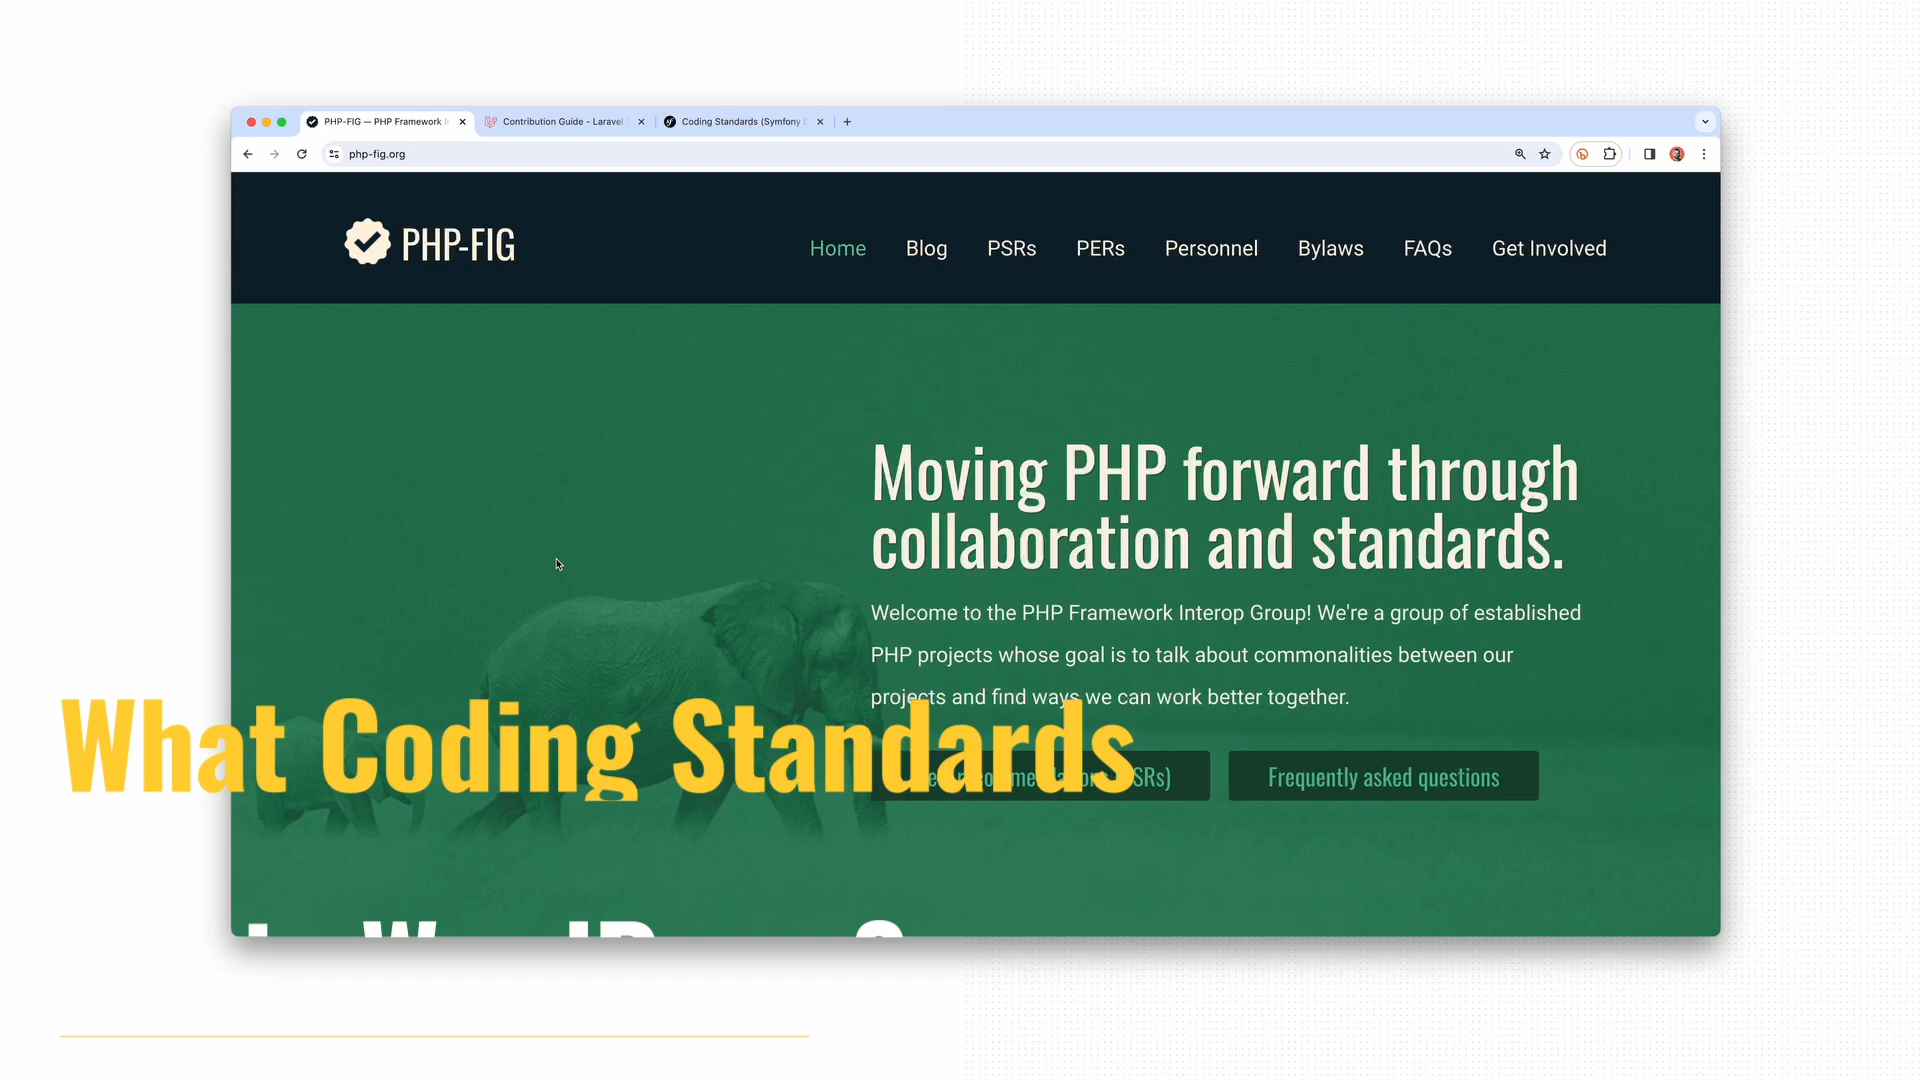 PHP-FIG — PHP Framework
Contribution Guide - Laravel
Coding Standards (Symfony
php-fig.org
PHP-FIG
Home Blog PSRs PERs Personnel Bylaws FAQs Get Involved
Moving PHP forward through
collaboration and standards.
Welcome to the PHP Framework Interop Group! We're a group of established
PHP projects whose goal is to talk about commonalities between our
projects and find ways we can work better together.
What Coding Standards
Frequently asked questions